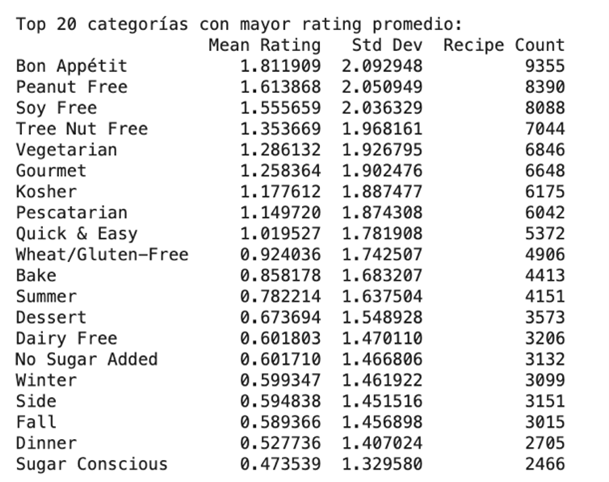 Top 20 categorías con mayor rating promedio:
Mean Rating Std Dev Recipe Count
Bon Appétit 1.811909 2.092948 9355
Peanut Free 1.613868 2.050949 8390
Soy Free 1.555659 2.036329 8088
Tree Nut Free 1.353669 1.968161 7044
Vegetarian 1.286132 1.926795 6846
Gourmet 1.258364 1.902476 6648
Kosher 1.177612 1.887477 6175
Pescatarian 1.149720 1.874308 6042
Quick & Easy 1.019527 1.781908 5372
Wheat/Gluten-Free 0.924036 1.742507 4906
Bake 0.858178 1.683207 4413
Summer 0.782214 1.637504 4151
Dessert 0.673694 1.548928 3573
Dairy Free 0.601803 1.470110 3206
No Sugar Added 0.601710 1.466806 3132
Winter 0.599347 1.461922 3099
Side 0.594838 1.451516 3151
Fall 0.589366 1.456898 3015
Dinner 0.527736 1.407024 2705
Sugar Conscious 0.473539 1.329580 2466